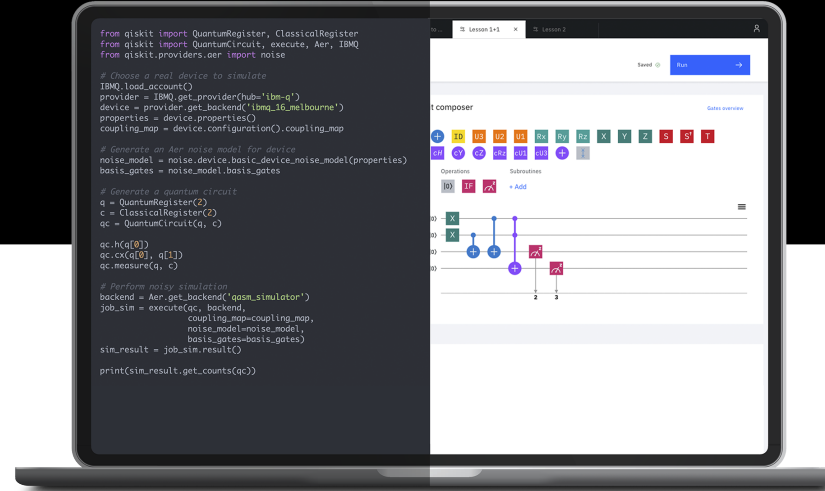 from qiskit import QuantumRegister, ClassicalRegister
from qiskit import QuantumCircuit, execute, Aer, IBMQ
from qiskit.providers.aer import noise
# Choose a real device to simulate
IBMQ.load_account()
provider = IBMQ.get_provider(hub='ibm-q')
device = provider.get_backend('ibmq_16_melbourne')
properties = device.properties()
coupling_map = device.configuration().coupling_map
# Generate an Aer noise model for device
noise_model = noise.device.basic_device_noise_model(properties)
basis_gates = noise_model.basis_gates
# Generate a quantum circuit
q = QuantumRegister(2)
c = ClassicalRegister(2)
qc = QuantumCircuit(q, c)
qc.h(q[0])
qc.cx(q[0], q[1])
qc.measure(q, c)
# Perform noisy simulation
backend = Aer.get_backend('qasm_simulator')
job_sim = execute(qc, backend,
coupling_map=coupling_map,
noise_model=noise_model,
basis_gates=basis_gates)
sim_result = job_sim.result()
print(sim_result.get_counts(qc))
to ... Lesson 1+1 × Lesson 2
Saved Run →
t composer Gates overview
+ ID U3 U2 U1 Rx Ry Rz X Y Z S S† T
cH cY cZ cRz cU1 cU3 +
Operations Subroutines
|0⟩ IF z + Add
0⟩ X
0⟩ X
0⟩ z
0⟩ z
2 3